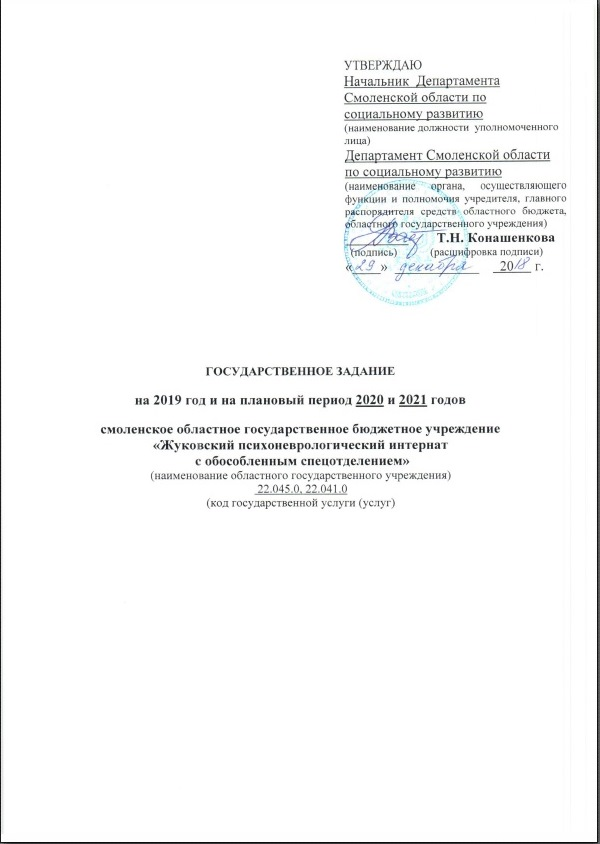 УТВЕРЖДАЮ
Начальник Департамента
Смоленской области по
социальному развитию
(наименование должности уполномоченного
лица)
Департамент Смоленской области
по социальному развитию
(наименование органа, осуществляющего
функции и полномочия учредителя, главного
распорядителя средств областного бюджета,
областного государственного учреждения)
Т.Н. Конашенкова
(подпись) (расшифровка подписи)
«29» декабря 2018 г.
ГОСУДАРСТВЕННОЕ ЗАДАНИЕ
на 2019 год и на плановый период 2020 и 2021 годов
смоленское областное государственное бюджетное учреждение
«Жуковский психоневрологический интернат
с обособленным спецотделением»
(наименование областного государственного учреждения)
22.045.0, 22.041.0
(код государственной услуги (услуг)